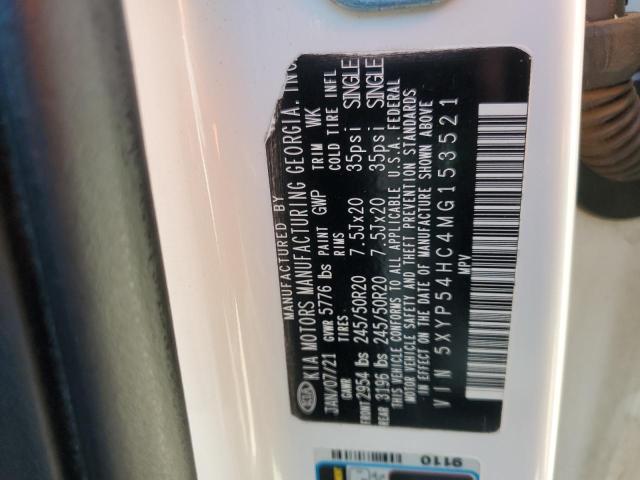 MANUFACTURED BY
KIA KIA MOTORS MANUFACTURING GEORGIA, INC.
JAN/07/21 GVWR 5776 lbs PAINT GWP TRIM WK
GAWR TIRES RIMS COLD TIRE INFL
FRONT 2954 lbs 245/50R20 7.5Jx20 35psi SINGLE
REAR 3196 lbs 245/50R20 7.5Jx20 35psi SINGLE
THIS VEHICLE CONFORMS TO ALL APPLICABLE U.S.A. FEDERAL
MOTOR VEHICLE SAFETY AND THEFT PREVENTION STANDARDS
IN EFFECT ON THE DATE OF MANUFACTURE SHOWN ABOVE
VIN 5XYP54HC4MG153521
MPV
9110